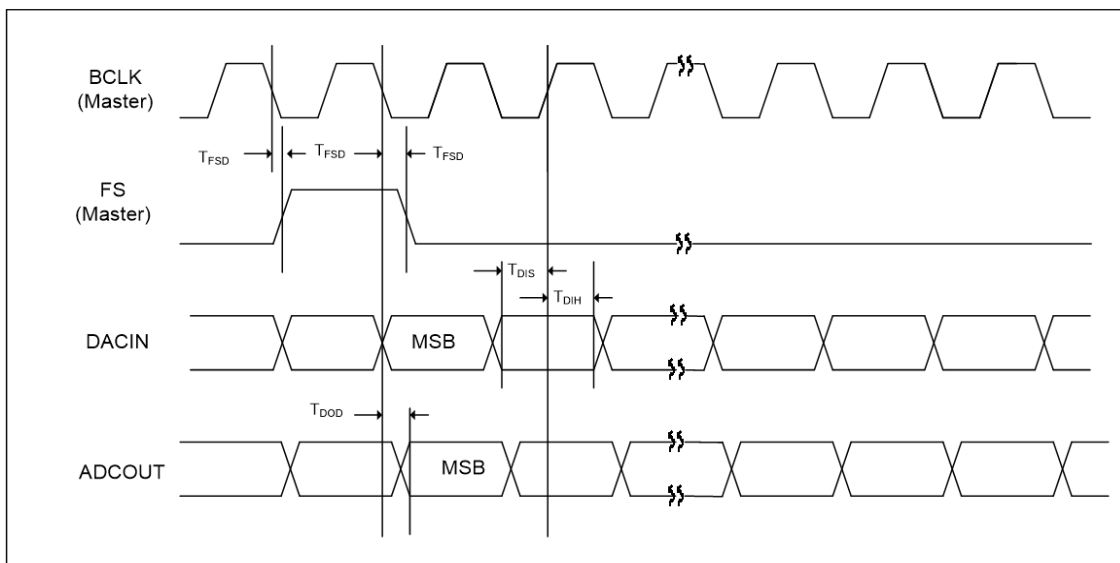 BCLK
(Master)
TFSD
TFSD
TFSD
FS
(Master)
TDIS
TDIH
DACIN
MSB
TDOD
ADCOUT
MSB